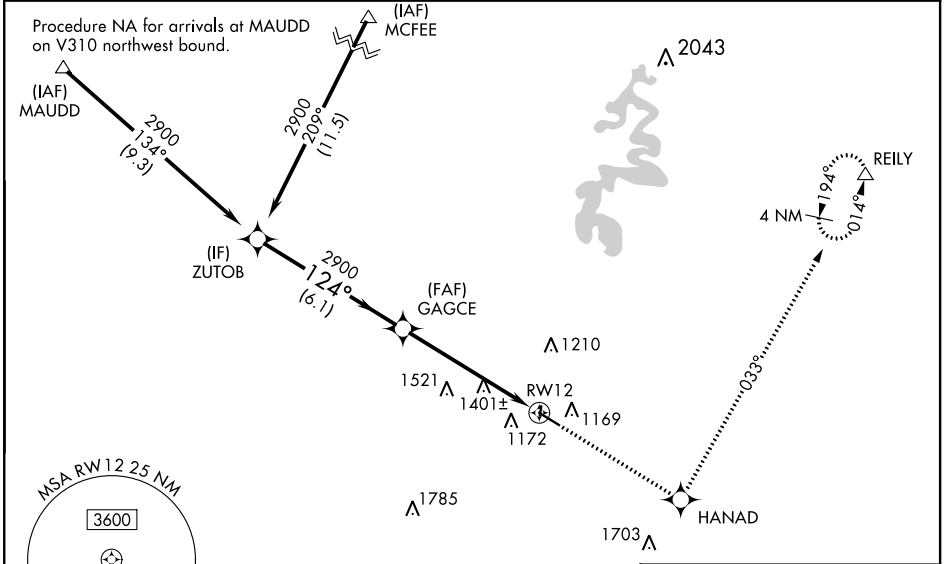 Procedure NA for arrivals at MAUDD
on V310 northwest bound.
(IAF)
MCFEE
2043
(IAF)
MAUDD
2900
134°
(9.3)
2900
209°
(11.5)
REILY
194°
014°
4 NM
(IF)
ZUTOB
2900
124°
(6.1)
(FAF)
GAGCE
1210
033°
1521
1401±
RW12
1169
1172
MSA RW12 25 NM
3600
1785
HANAD
1703